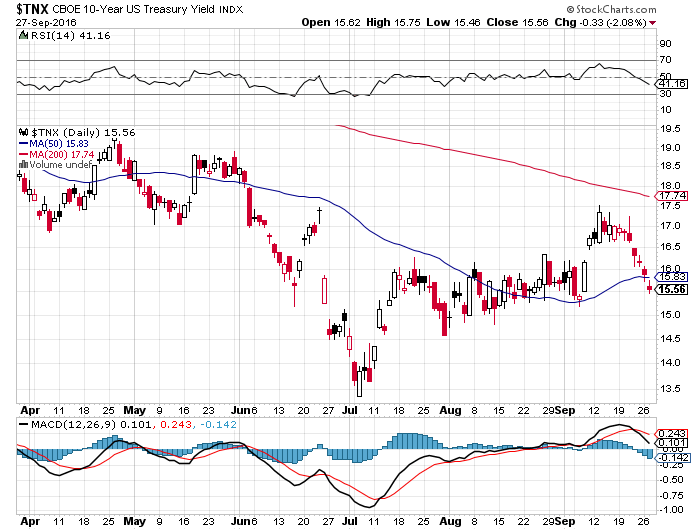 $TNX CBOE 10-Year US Treasury Yield INDX
© StockCharts.com
27-Sep-2016
Open 15.62 High 15.75 Low 15.46 Close 15.56 Chg -0.33 (-2.08%)
RSI(14) 41.16
90
70
50
41.16
30
10
$TNX (Daily) 15.56
MA(50) 15.83
MA(200) 17.74
Volume undef
19.5
19.0
18.5
18.0
17.74
17.5
17.0
16.5
16.0
15.83
15.56
15.0
14.5
14.0
13.5
Apr 11 18 25 May 9 16 23 Jun 13 20 27 Jul 11 18 25 Aug 8 15 22 29 Sep 12 19 26
MACD(12,26,9) 0.101, 0.243, -0.142
0.243
0.101
-0.142
-0.25
-0.50
-0.75
-1.00
Apr 11 18 25 May 9 16 23 Jun 13 20 27 Jul 11 18 25 Aug 8 15 22 29 Sep 12 19 26